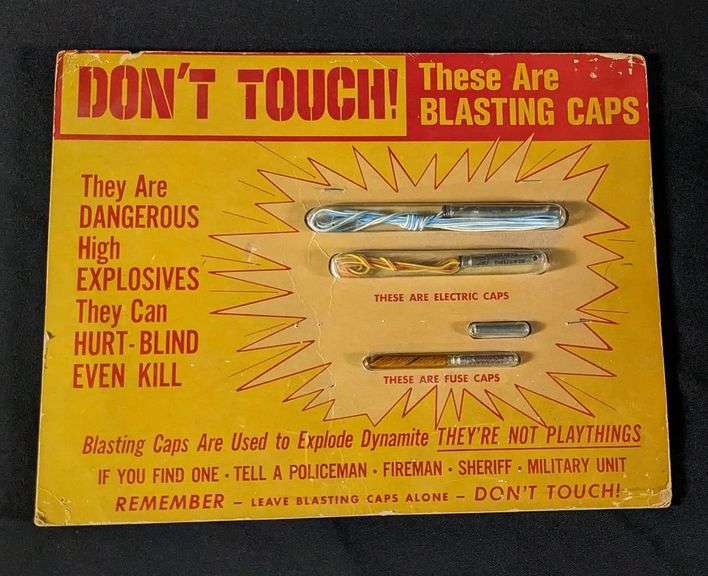 DON'T TOUCH!
These Are
BLASTING CAPS
They Are
DANGEROUS
High
EXPLOSIVES
They Can
HURT-BLIND
EVEN KILL
THESE ARE ELECTRIC CAPS
THESE ARE FUSE CAPS
Blasting Caps Are Used to Explode Dynamite THEY'RE NOT PLAYTHINGS
IF YOU FIND ONE · TELL A POLICEMAN · FIREMAN · SHERIFF · MILITARY UNIT
REMEMBER – LEAVE BLASTING CAPS ALONE – DON'T TOUCH!